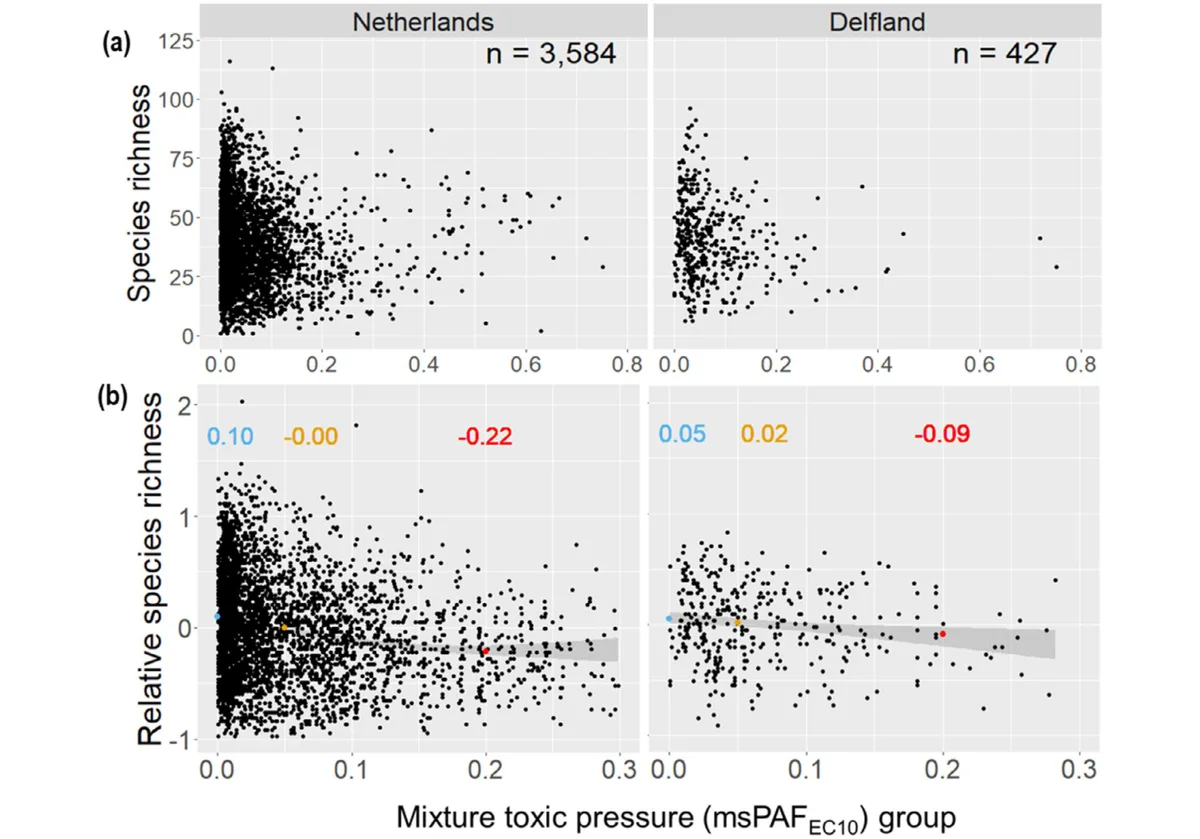 Netherlands Delfland
(a)
n = 3,584 n = 427
Species richness
125
100
75
50
25
0
0.0 0.2 0.4 0.6 0.8 0.0 0.2 0.4 0.6 0.8
(b)
Relative species richness
2
1
0
-1
0.10 -0.00 -0.22 0.05 0.02 -0.09
0.0 0.1 0.2 0.3 0.0 0.1 0.2 0.3
Mixture toxic pressure (msPAFEC10) group